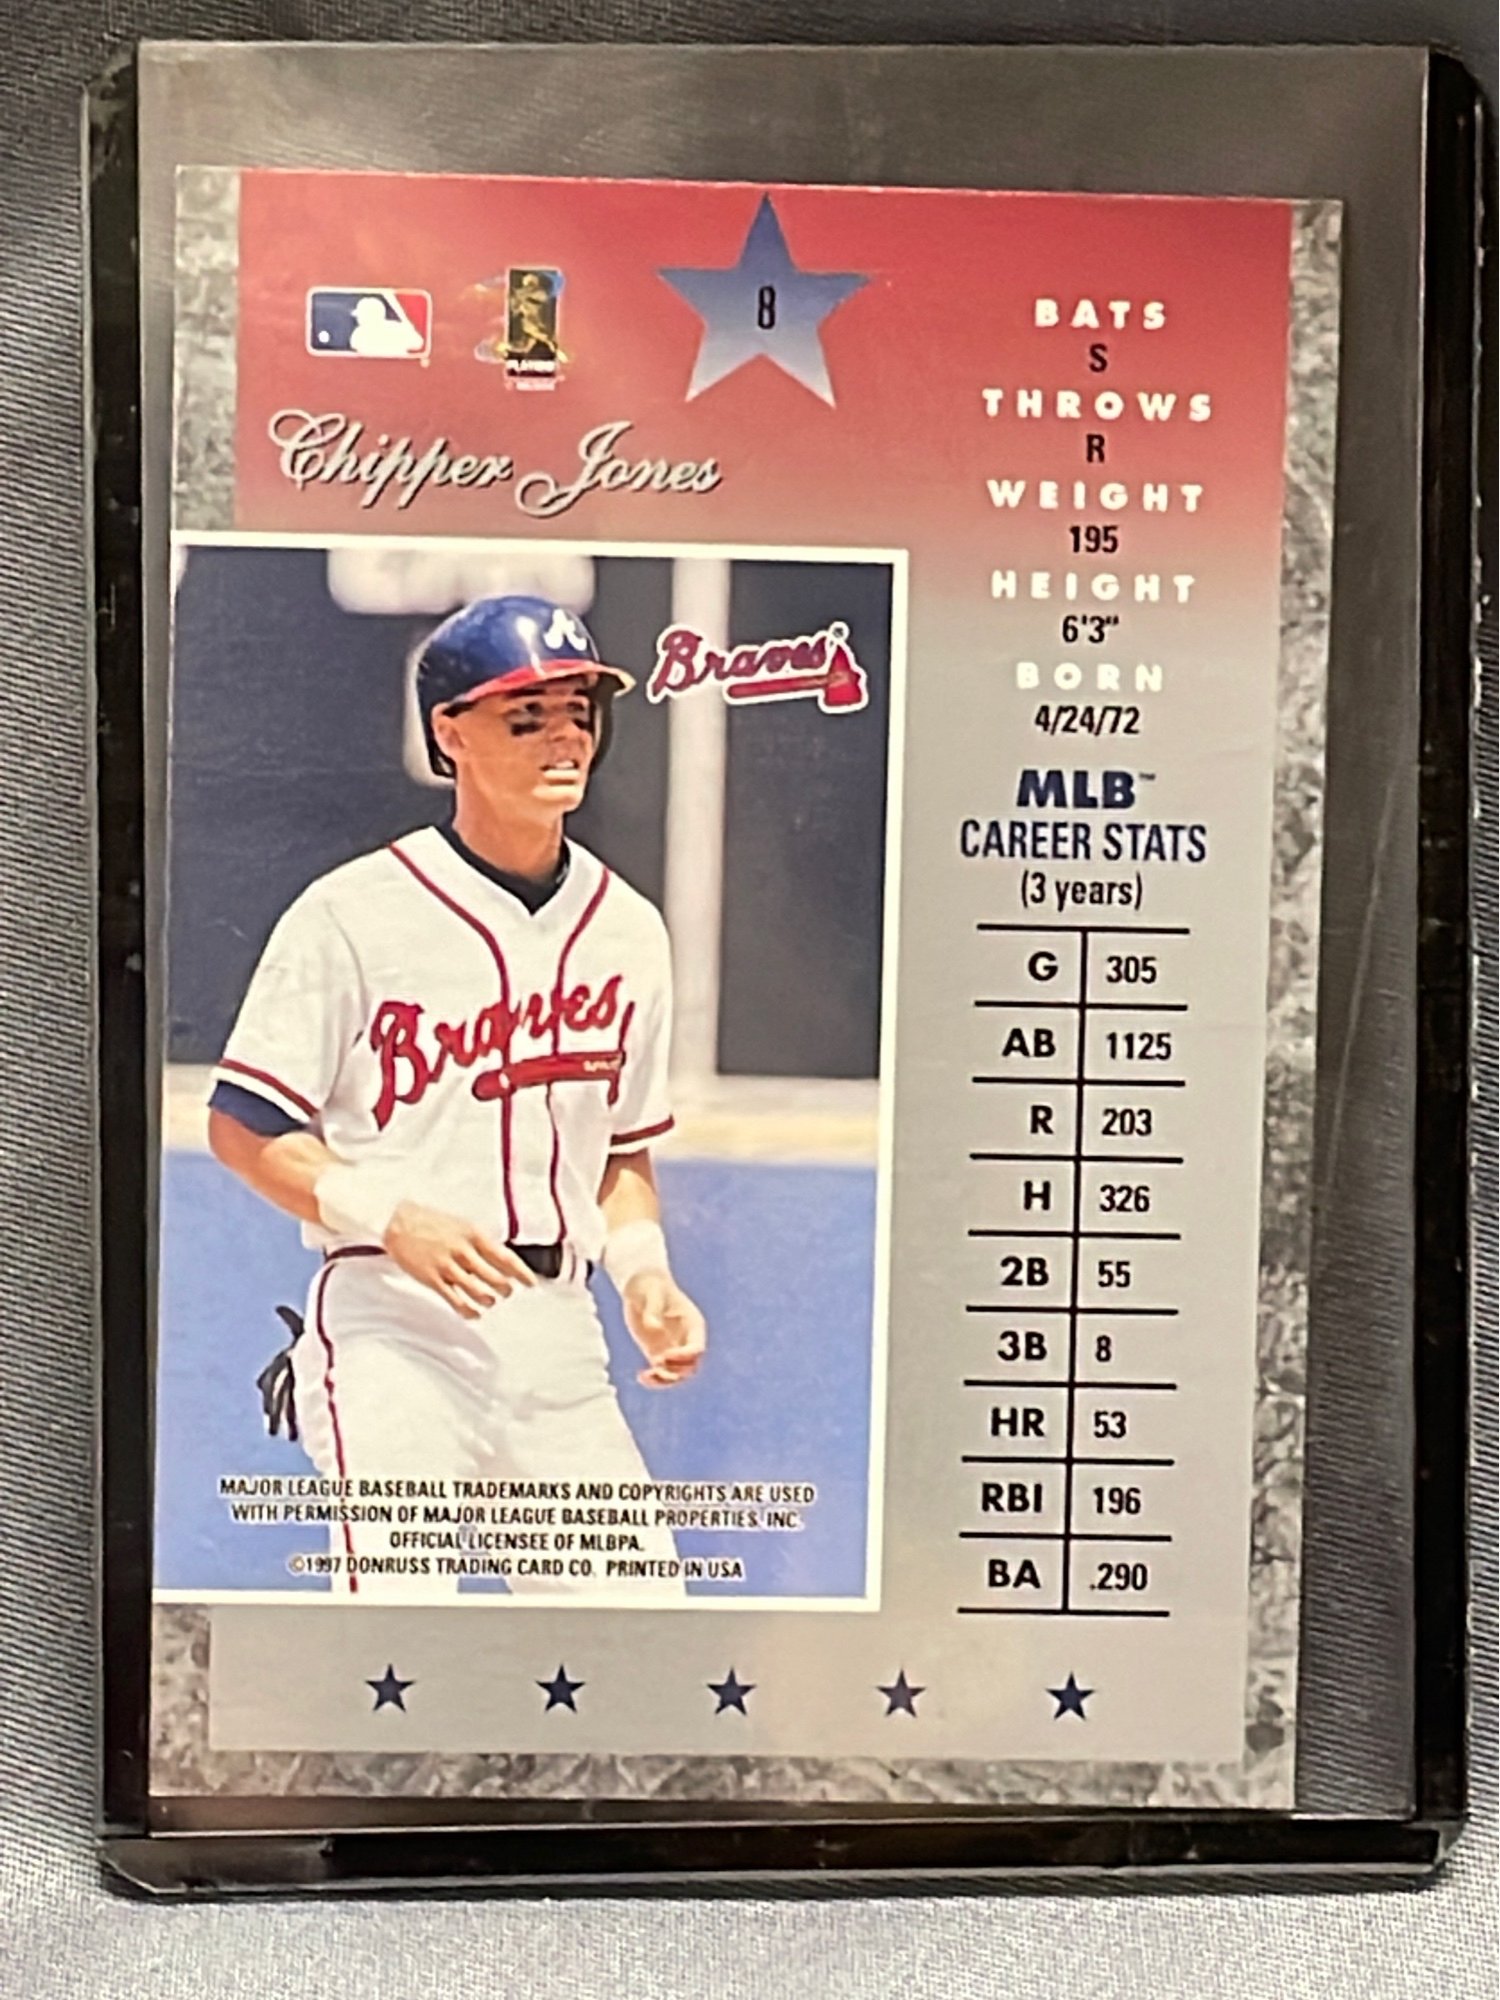 8
Chipper Jones
BATS
S
THROWS
R
WEIGHT
195
HEIGHT
6'3"
BORN
4/24/72
MLB™
CAREER STATS
(3 years)
G 305
AB 1125
R 203
H 326
2B 55
3B 8
HR 53
RBI 196
BA .290
A
Braves®
Braves
MAJOR LEAGUE BASEBALL TRADEMARKS AND COPYRIGHTS ARE USED
WITH PERMISSION OF MAJOR LEAGUE BASEBALL PROPERTIES, INC.
OFFICIAL LICENSEE OF MLBPA.
©1997 DONRUSS TRADING CARD CO. PRINTED IN USA